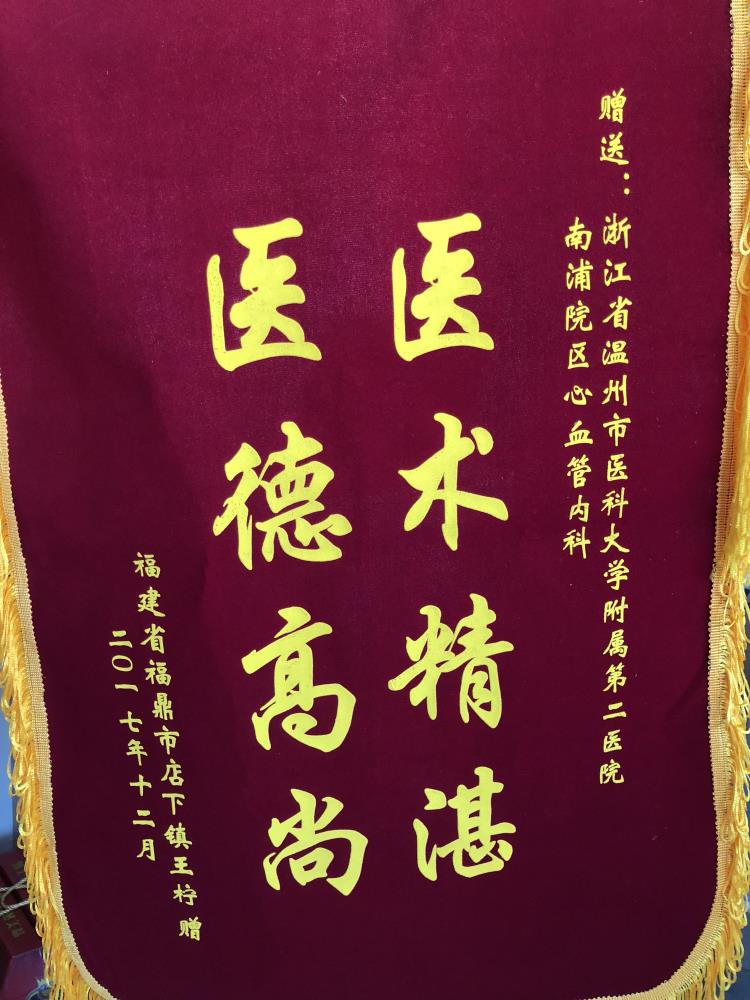 赠送：浙江省温州市医科大学附属第二医院
南浦院区心血管内科
医术精湛
医德高尚
福建省福鼎市店下镇王柠赠
二〇一七年十二月